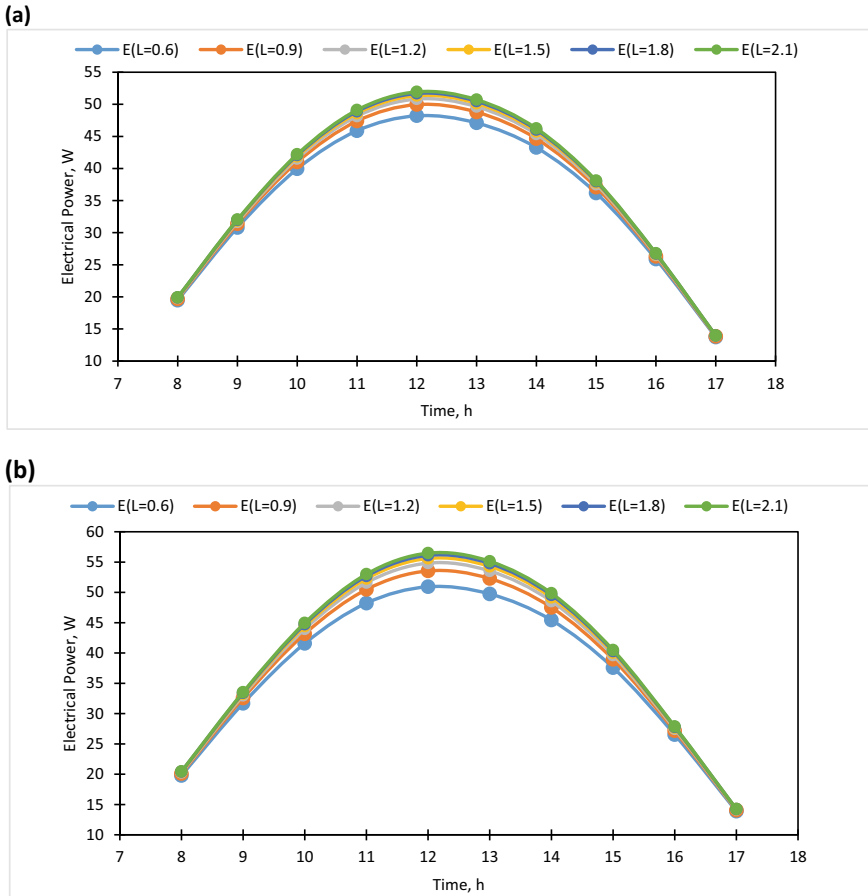 (a)
E(L=0.6) E(L=0.9) E(L=1.2) E(L=1.5) E(L=1.8) E(L=2.1)
55
50
45
40
35
30
25
20
15
10
Electrical Power, W
7 8 9 10 11 12 13 14 15 16 17 18
Time, h
(b)
E(L=0.6) E(L=0.9) E(L=1.2) E(L=1.5) E(L=1.8) E(L=2.1)
60
55
50
45
40
35
30
25
20
15
10
Electrical Power, W
7 8 9 10 11 12 13 14 15 16 17 18
Time, h